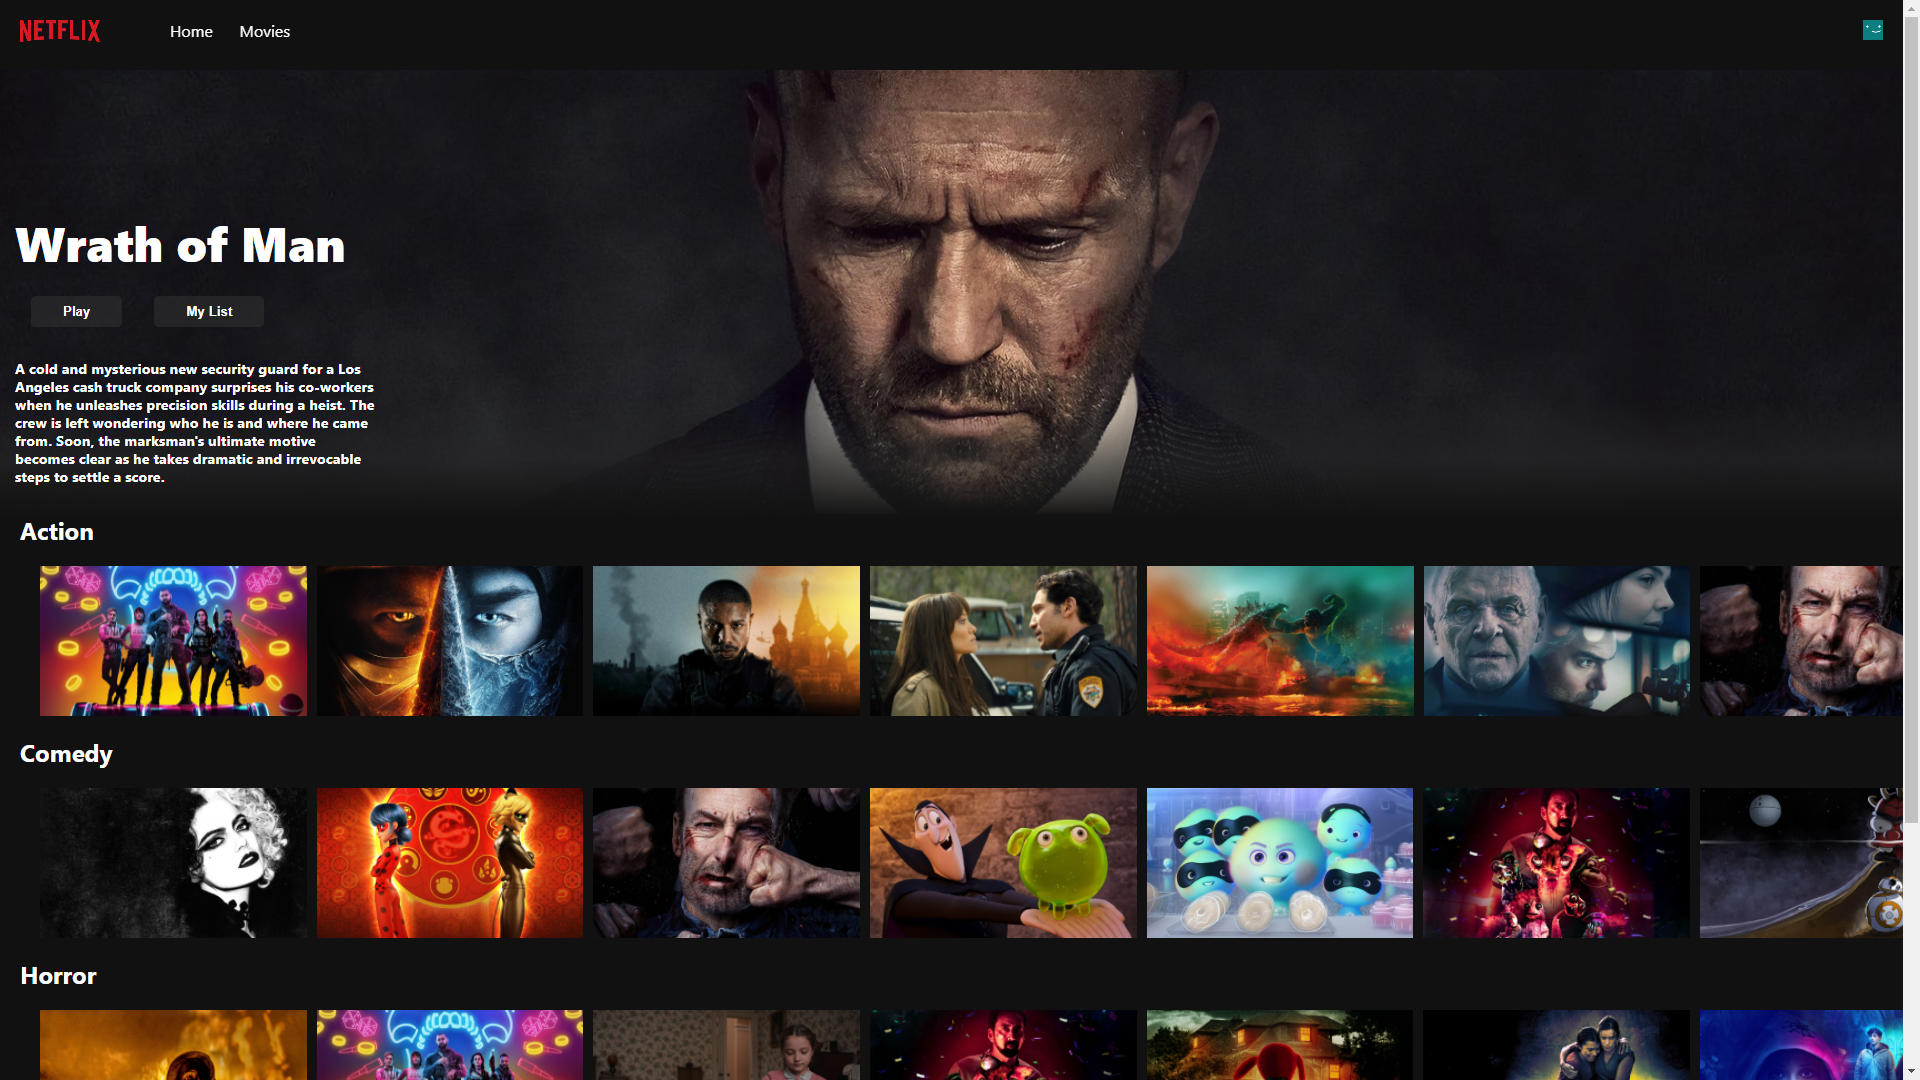 NETFLIX
Home
Movies
Wrath of Man
Play
My List
A cold and mysterious new security guard for a Los
Angeles cash truck company surprises his co-workers
when he unleashes precision skills during a heist. The
crew is left wondering who he is and where he came
from. Soon, the marksman's ultimate motive
becomes clear as he takes dramatic and irrevocable
steps to settle a score.
Action
Comedy
Horror